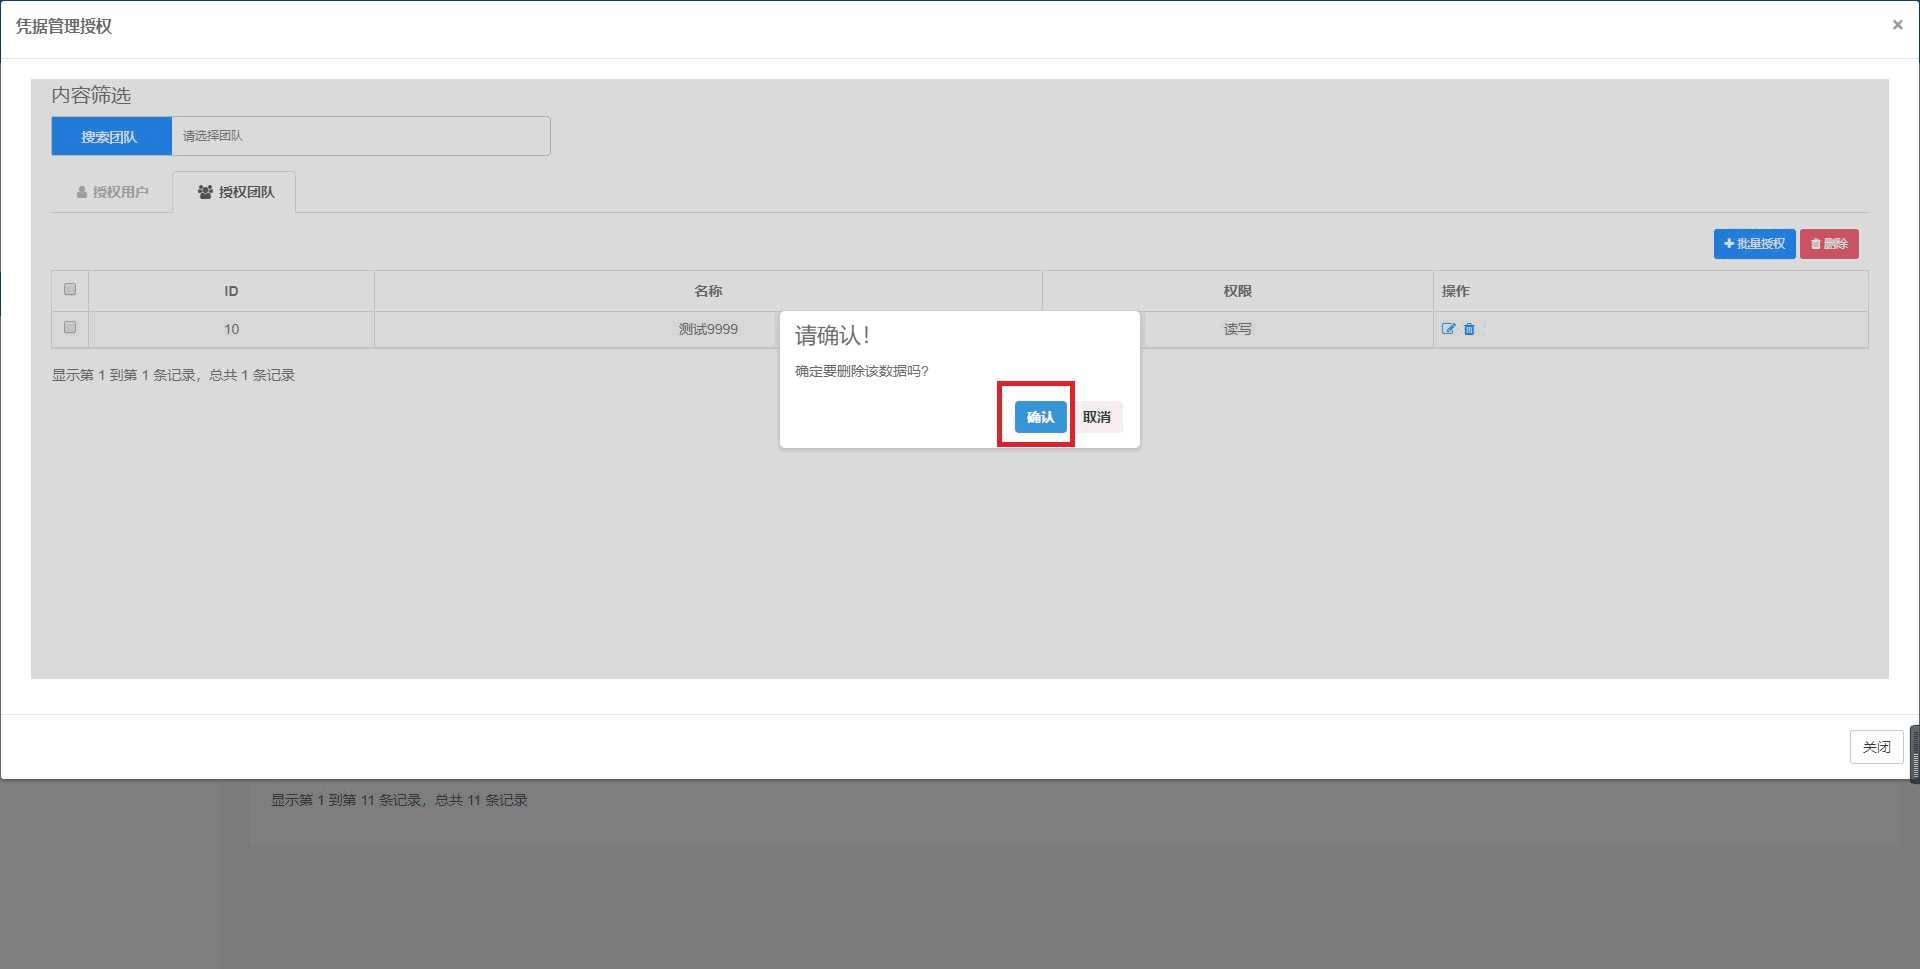 凭据管理授权
×
内容筛选
搜索团队 请选择团队
授权用户 授权团队
批量授权 删除
ID 名称 权限 操作
10 测试9999 读写
显示第 1 到第 1 条记录，总共 1 条记录
请确认！
确定要删除该数据吗?
确认 取消
关闭
显示第 1 到第 11 条记录，总共 11 条记录